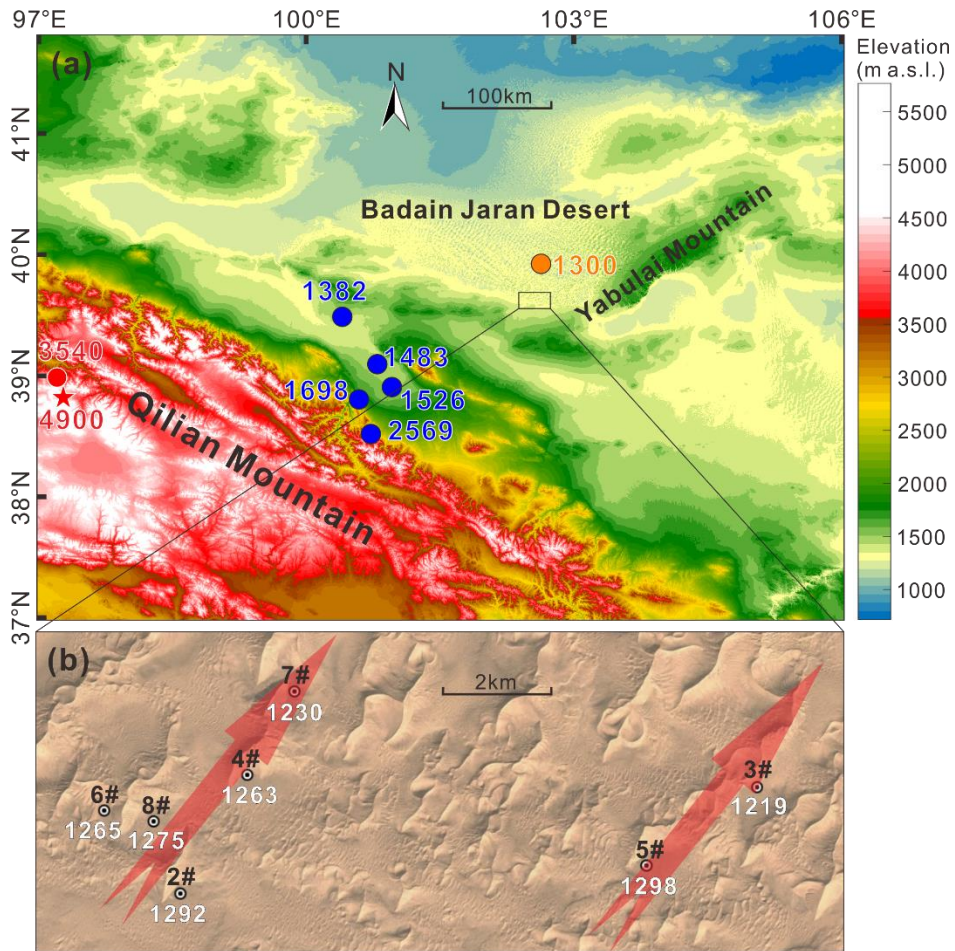 97°E
100°E
103°E
106°E
(a)
N
100km
Elevation
(m a.s.l.)
5500
5000
4500
4000
3500
3000
2500
2000
1500
1000
41°N
40°N
39°N
38°N
37°N
Badain Jaran Desert
Yabulai Mountain
1300
1382
1483
1698
1526
2569
3540
4900
Qilian Mountain
(b)
2km
7#
1230
4#
1263
3#
1219
6#
1265
8#
1275
5#
1298
2#
1292